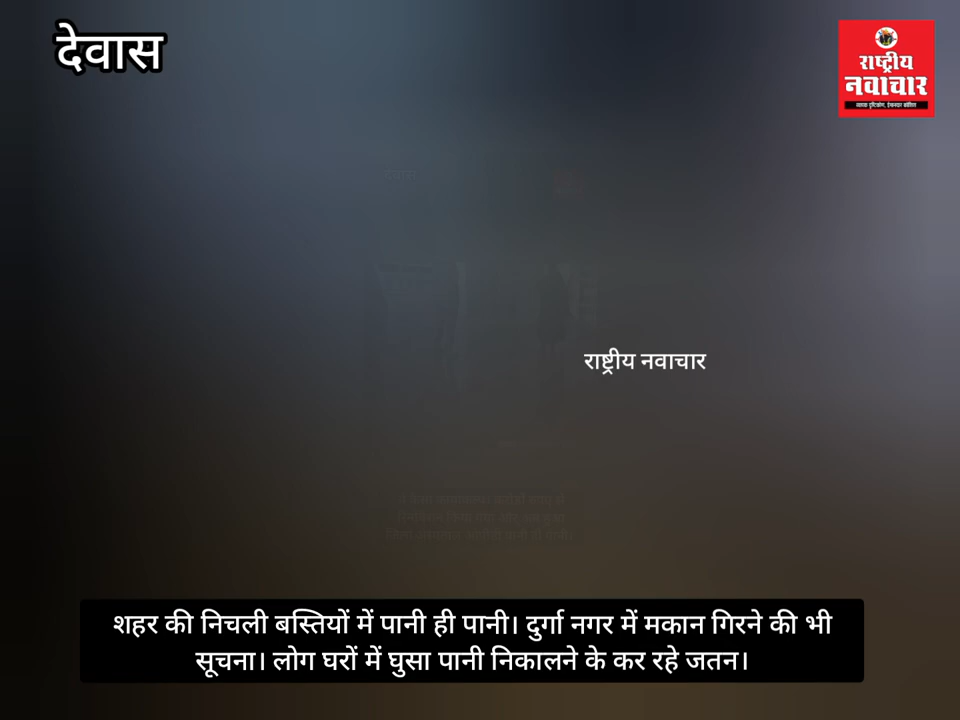 देवास
राष्ट्रीय
नवाचार
राष्ट्रीय नवाचार
शहर की निचली बस्तियों में पानी ही पानी। दुर्गा नगर में मकान गिरने की भी
सूचना। लोग घरों में घुसा पानी निकालने के कर रहे जतन।